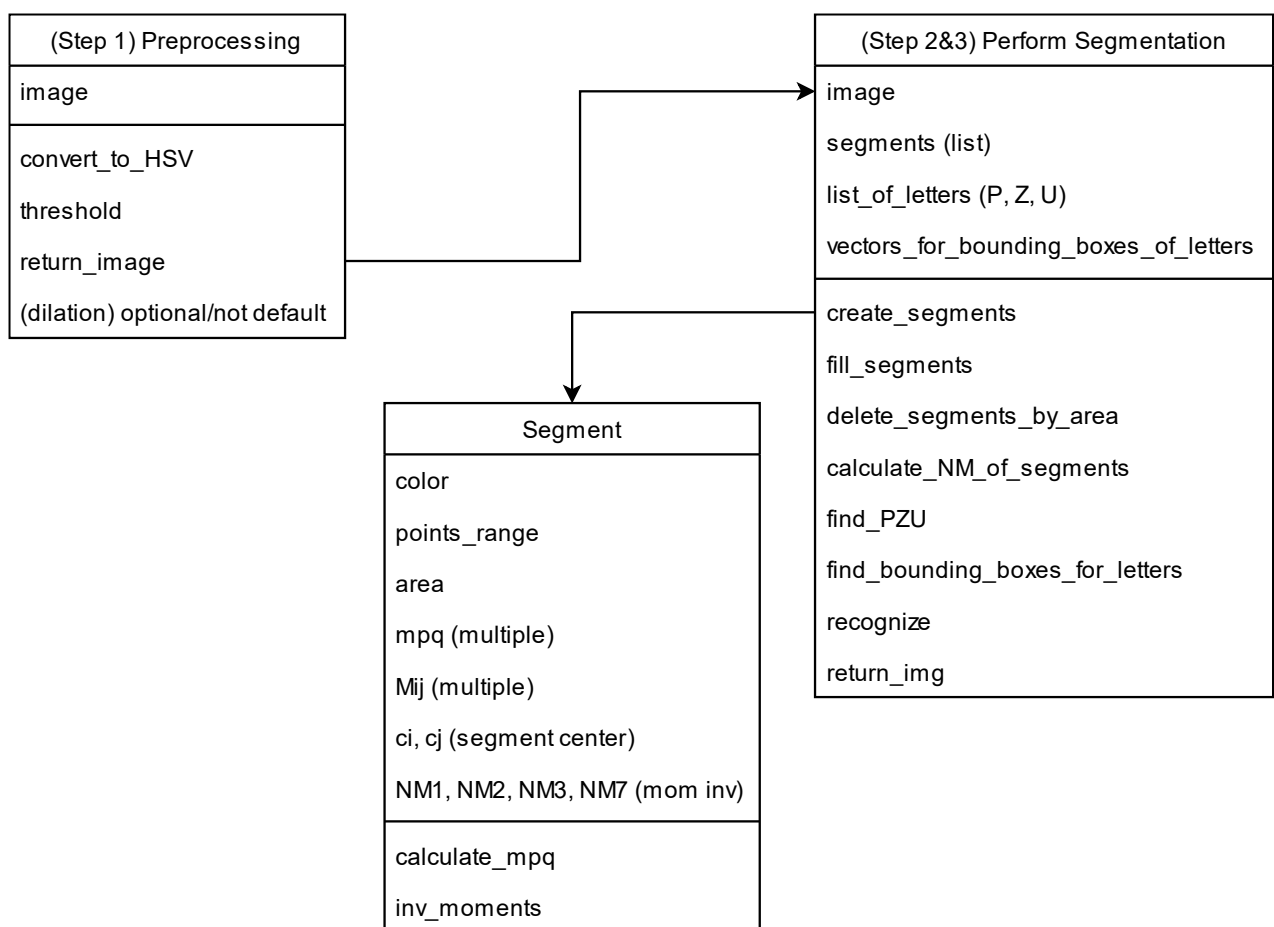 (Step 1) Preprocessing
image
convert_to_HSV
threshold
return_image
(dilation) optional/not default
(Step 2&3) Perform Segmentation
image
segments (list)
list_of_letters (P, Z, U)
vectors_for_bounding_boxes_of_letters
create_segments
fill_segments
delete_segments_by_area
calculate_NM_of_segments
find_PZU
find_bounding_boxes_for_letters
recognize
return_img
Segment
color
points_range
area
mpq (multiple)
Mij (multiple)
ci, cj (segment center)
NM1, NM2, NM3, NM7 (mom inv)
calculate_mpq
inv_moments